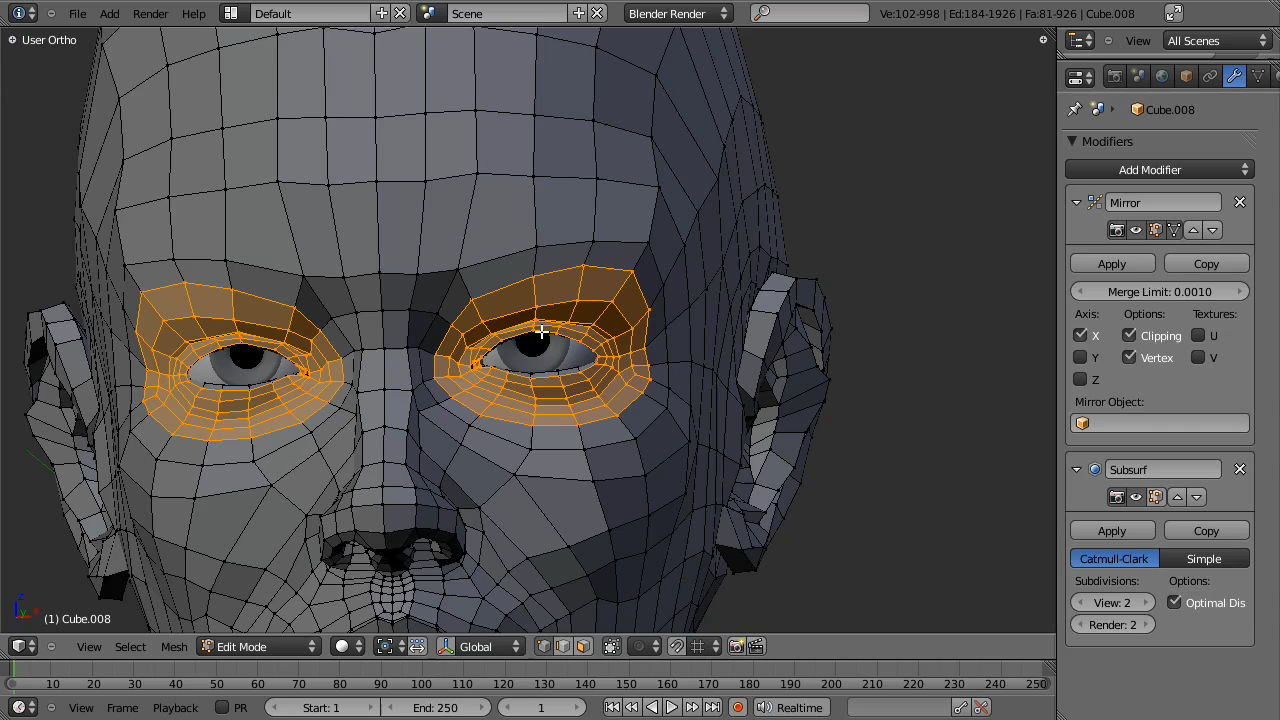 File Add Render Help Default Scene Blender Render Ve:102-998 | Ed:184-1926 | Fa:81-926 | Cube.008
User Ortho
View All Scenes
Cube.008
Modifiers
Add Modifier
Mirror
Apply Copy
Merge Limit: 0.0010
Axis: Options: Textures:
X Clipping U
Y Vertex V
Z
Mirror Object:
Subsurf
Apply Copy
Catmull-Clark Simple
Subdivisions: Options:
View: 2 Optimal Dis
Render: 2
(1) Cube.008
View Select Mesh Edit Mode Global
10 20 30 40 50 60 70 80 90 100 110 120 130 140 150 160 170 180 190 200 210 220 230 240 250
View Frame Playback PR Start: 1 End: 250 1 Realtime